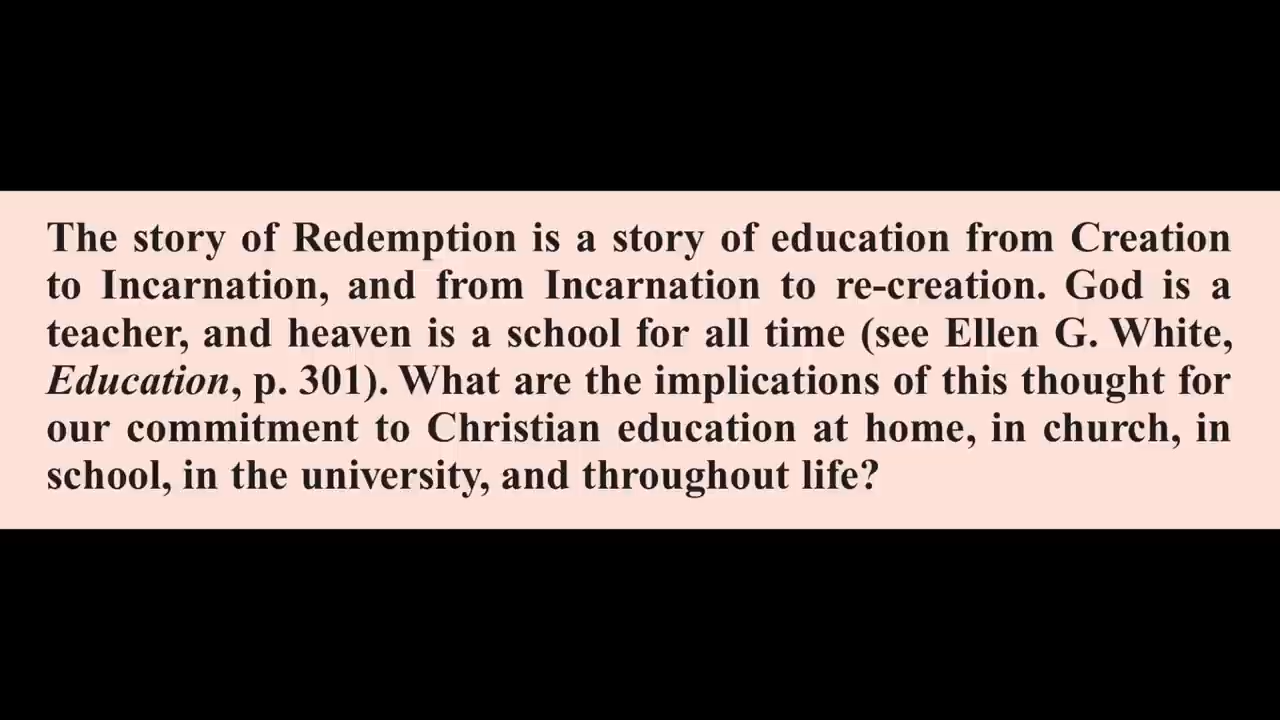 The story of Redemption is a story of education from Creation
to Incarnation, and from Incarnation to re-creation. God is a
teacher, and heaven is a school for all time (see Ellen G. White,
Education, p. 301). What are the implications of this thought for
our commitment to Christian education at home, in church, in
school, in the university, and throughout life?